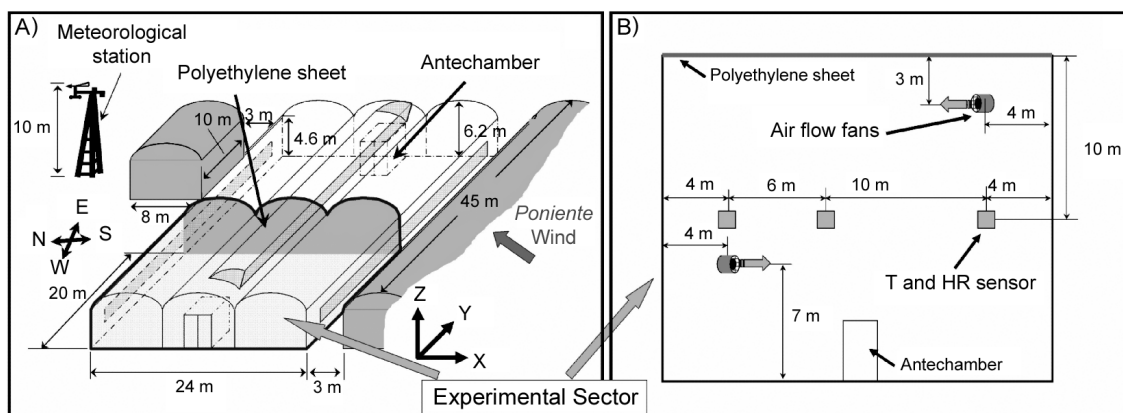 A)
Meteorological
station
Polyethylene sheet
Antechamber
10 m
3 m
10 m
4.6 m
6.2 m
8 m
45 m
Poniente
Wind
E
N
S
W
20 m
Z
Y
X
24 m
3 m
Experimental Sector
B)
Polyethylene sheet
3 m
Air flow fans
4 m
10 m
4 m
6 m
10 m
4 m
4 m
T and HR sensor
7 m
Antechamber